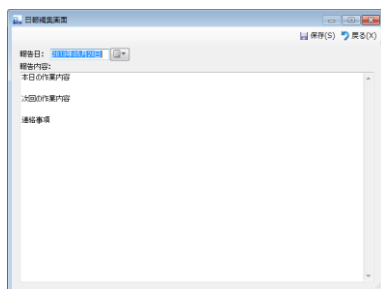 日報編集画面
保存(S) 戻る(X)
報告日:
報告内容:
本日の作業内容
次回の作業内容
連絡事項